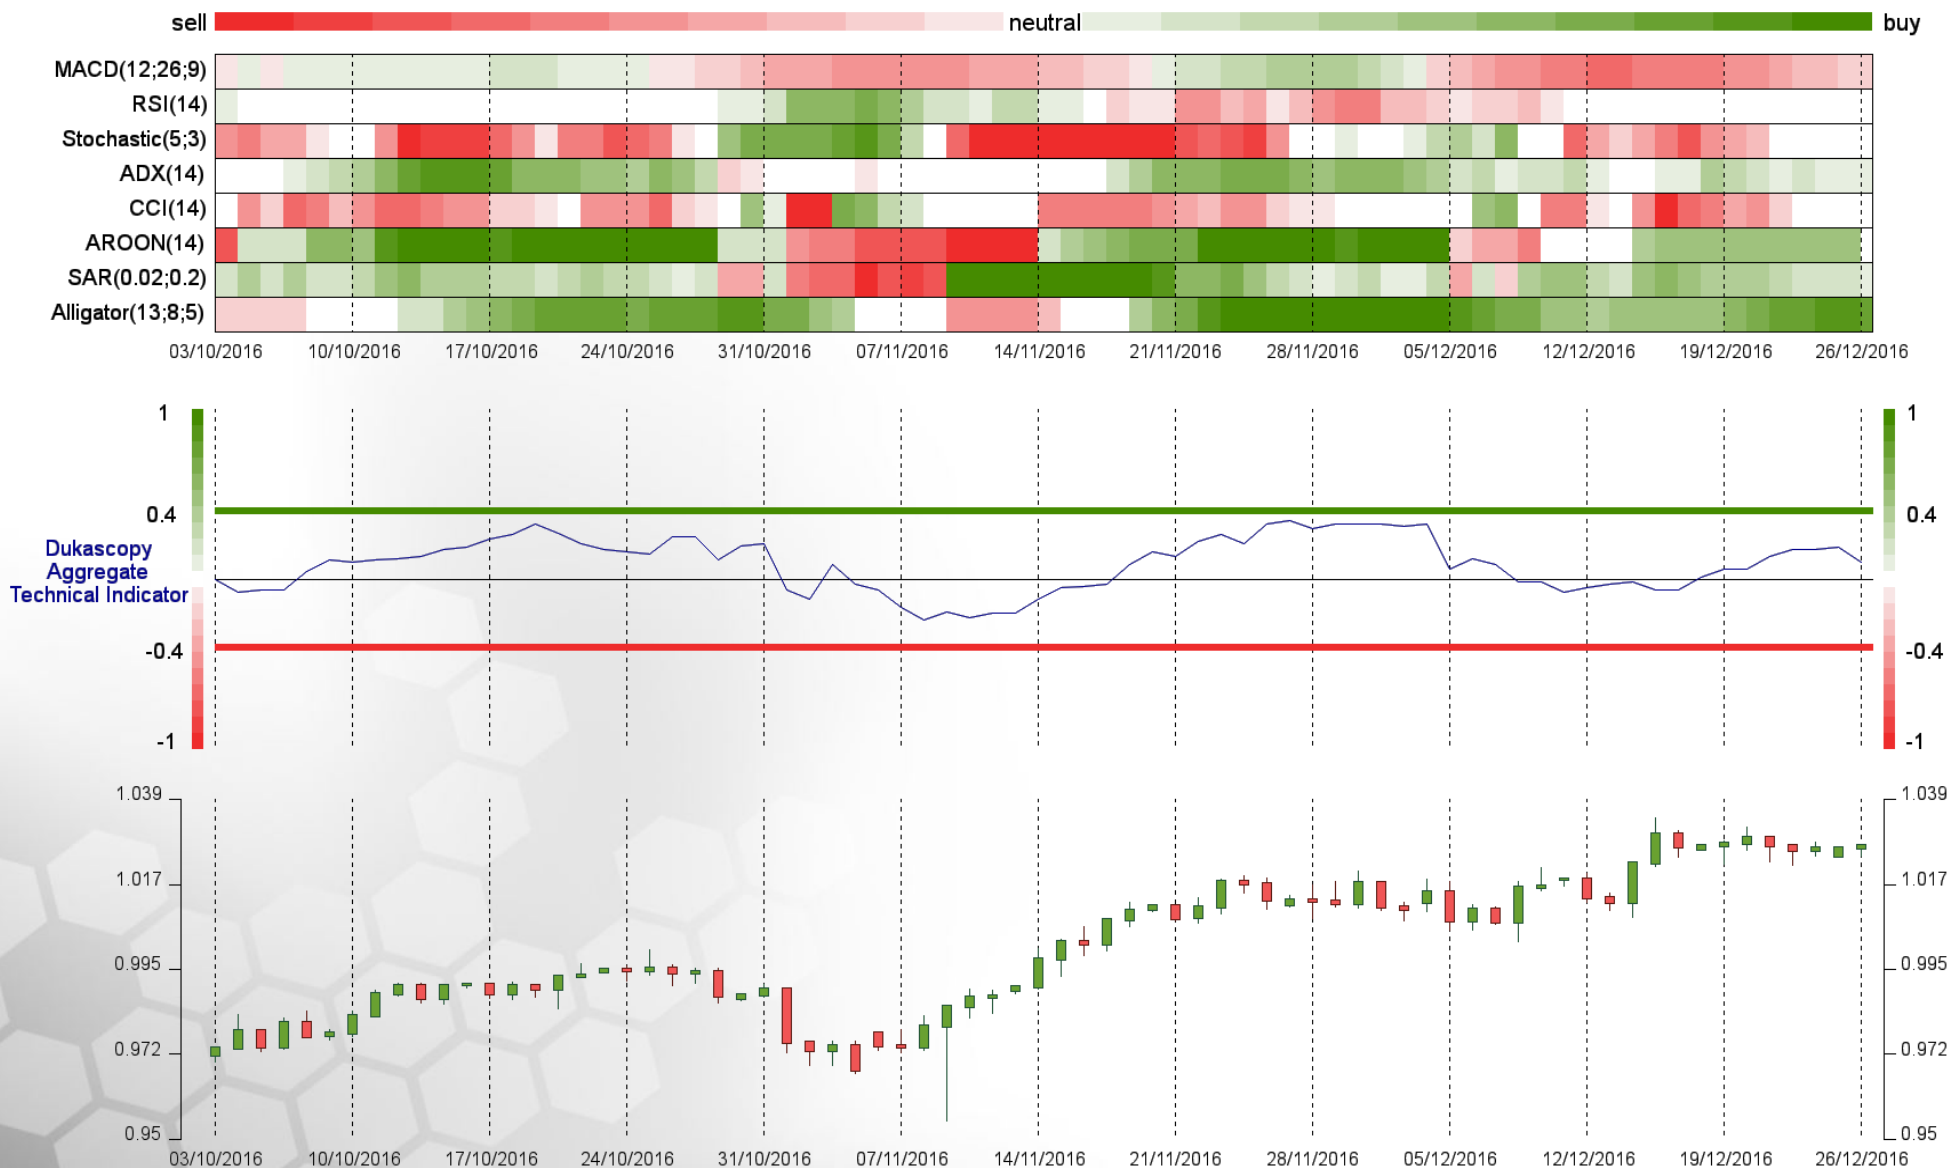 sell neutral buy
MACD(12;26;9)
RSI(14)
Stochastic(5;3)
ADX(14)
CCI(14)
AROON(14)
SAR(0.02;0.2)
Alligator(13;8;5)
03/10/2016 10/10/2016 17/10/2016 24/10/2016 31/10/2016 07/11/2016 14/11/2016 21/11/2016 28/11/2016 05/12/2016 12/12/2016 19/12/2016 26/12/2016
1 1
0.4 0.4
Dukascopy
Aggregate
Technical Indicator
-0.4 -0.4
-1 -1
1.039 1.039
1.017 1.017
0.995 0.995
0.972 0.972
0.95 0.95
03/10/2016 10/10/2016 17/10/2016 24/10/2016 31/10/2016 07/11/2016 14/11/2016 21/11/2016 28/11/2016 05/12/2016 12/12/2016 19/12/2016 26/12/2016